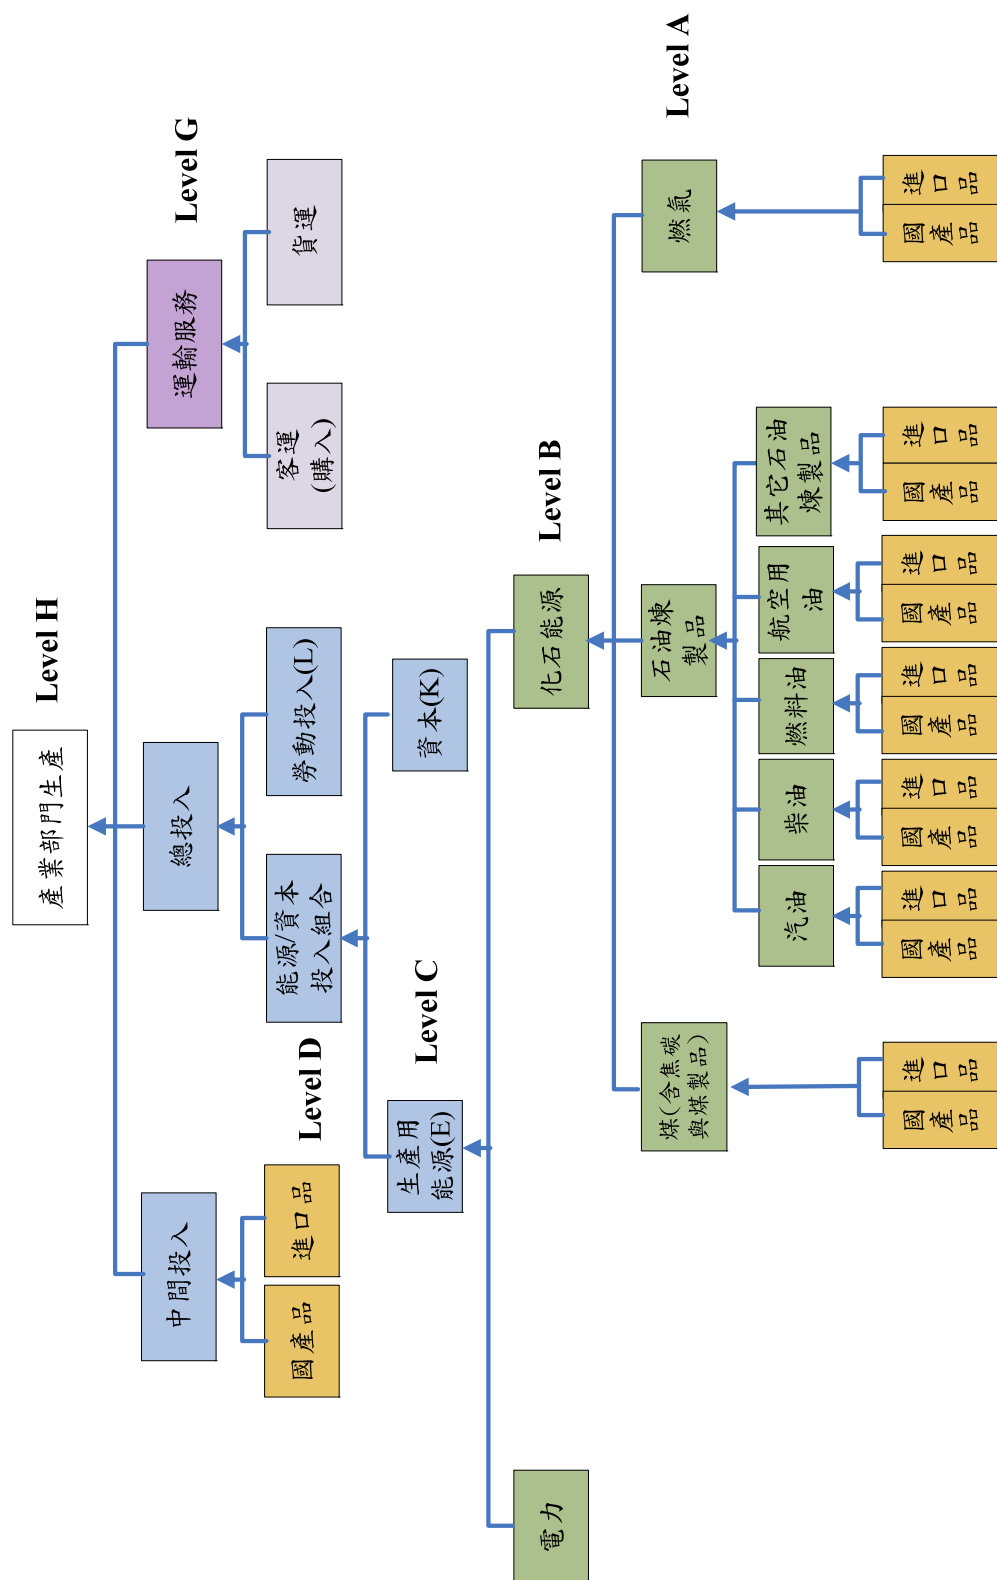 產業部門生產
Level H
中間投入
總投入
運輸服務
Level G
國產品
進口品
Level D
能源/資本
投入組合
勞動投入(L)
客運
(購入)
貨運
生產用
能源(E)
Level C
資本(K)
電力
化石能源
Level B
煤(含焦碳
與煤製品)
石油煉
製品
燃氣
Level A
汽油
柴油
燃料油
航空用
油
其它石油
煉製品
國產
品
進口
品
國產
品
進口
品
國產
品
進口
品
國產
品
進口
品
國產
品
進口
品
國產
品
進口
品
國產
品
進口
品